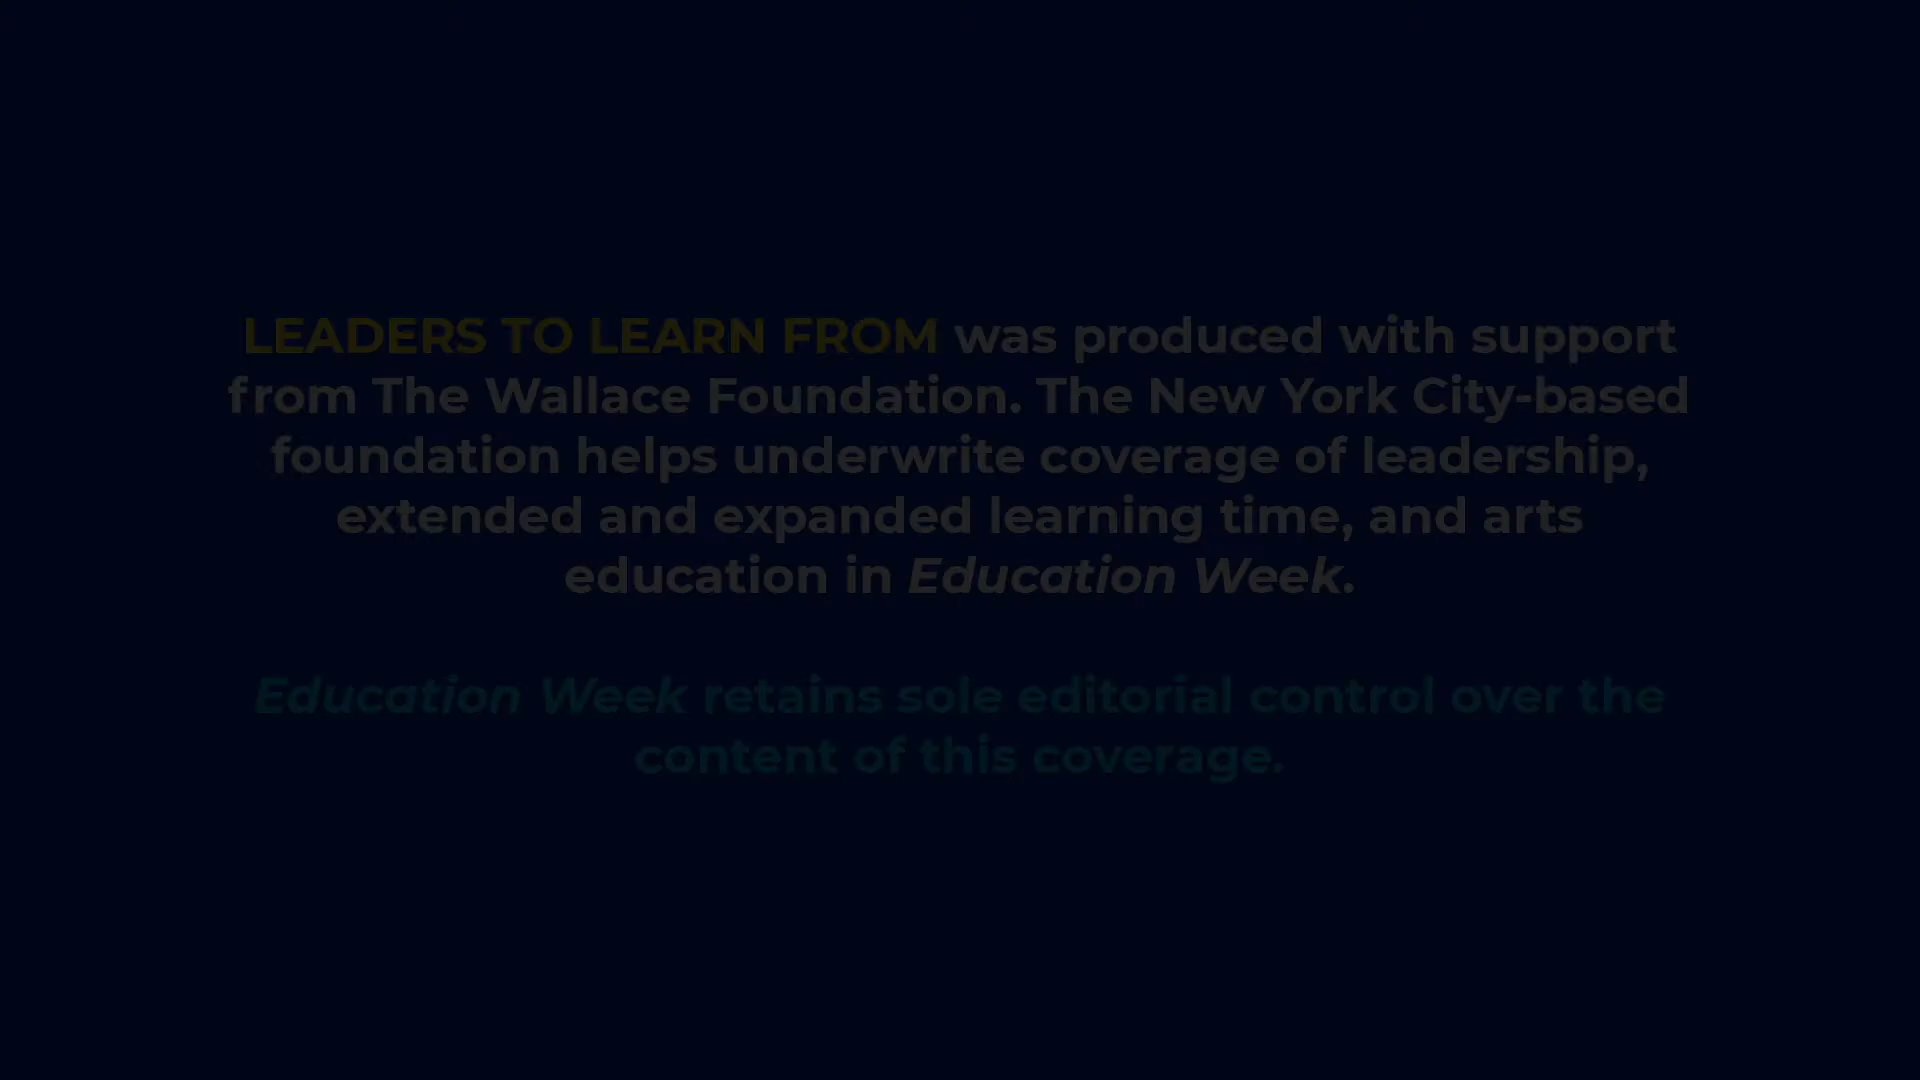 LEADERS TO LEARN FROM was produced with support
from The Wallace Foundation. The New York City-based
foundation helps underwrite coverage of leadership,
extended and expanded learning time, and arts
education in Education Week.
Education Week retains sole editorial control over the
content of this coverage.